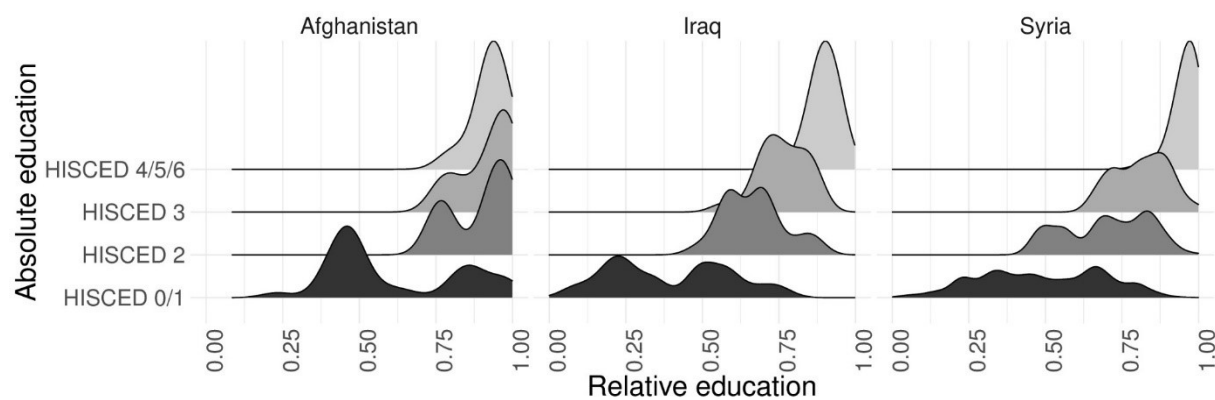 Afghanistan
Iraq
Syria
Absolute education
HISCED 4/5/6
HISCED 3
HISCED 2
HISCED 0/1
0.00 0.25 0.50 0.75 1.00
0.00 0.25 0.50 0.75 1.00
0.00 0.25 0.50 0.75 1.00
Relative education